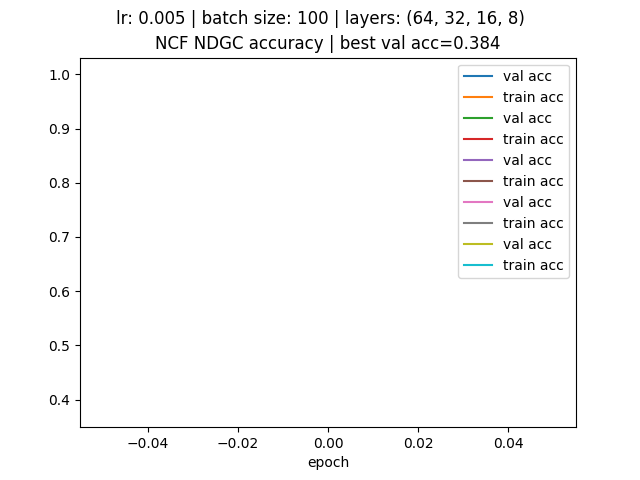 lr: 0.005 | batch size: 100 | layers: (64, 32, 16, 8)
NCF NDGC accuracy | best val acc=0.384
1.0
0.9
0.8
0.7
0.6
0.5
0.4
val acc
train acc
val acc
train acc
val acc
train acc
val acc
train acc
val acc
train acc
−0.04
−0.02
0.00
0.02
0.04
epoch